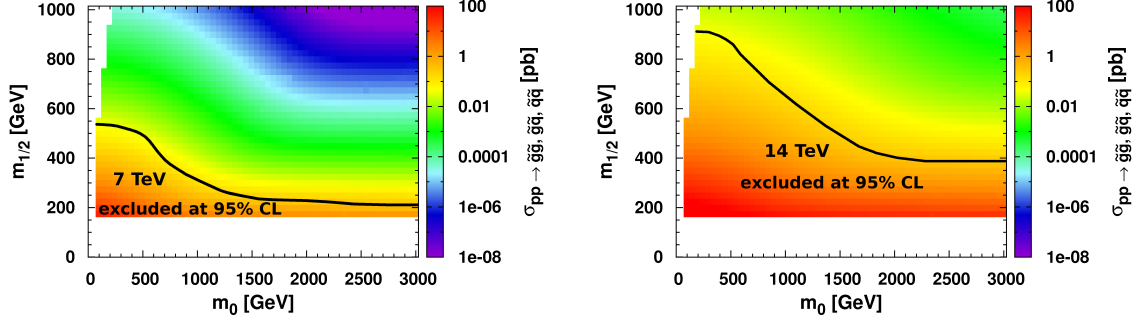 1000
800
600
400
200
0
m1/2 [GeV]
0 500 1000 1500 2000 2500 3000
m0 [GeV]
7 TeV
excluded at 95% CL
100
1
0.01
0.0001
1e-06
1e-08
σpp → g̃g̃, g̃q̃, q̃q̃ [pb]
1000
800
600
400
200
0
m1/2 [GeV]
0 500 1000 1500 2000 2500 3000
m0 [GeV]
14 TeV
excluded at 95% CL
100
1
0.01
0.0001
1e-06
1e-08
σpp → g̃g̃, g̃q̃, q̃q̃ [pb]